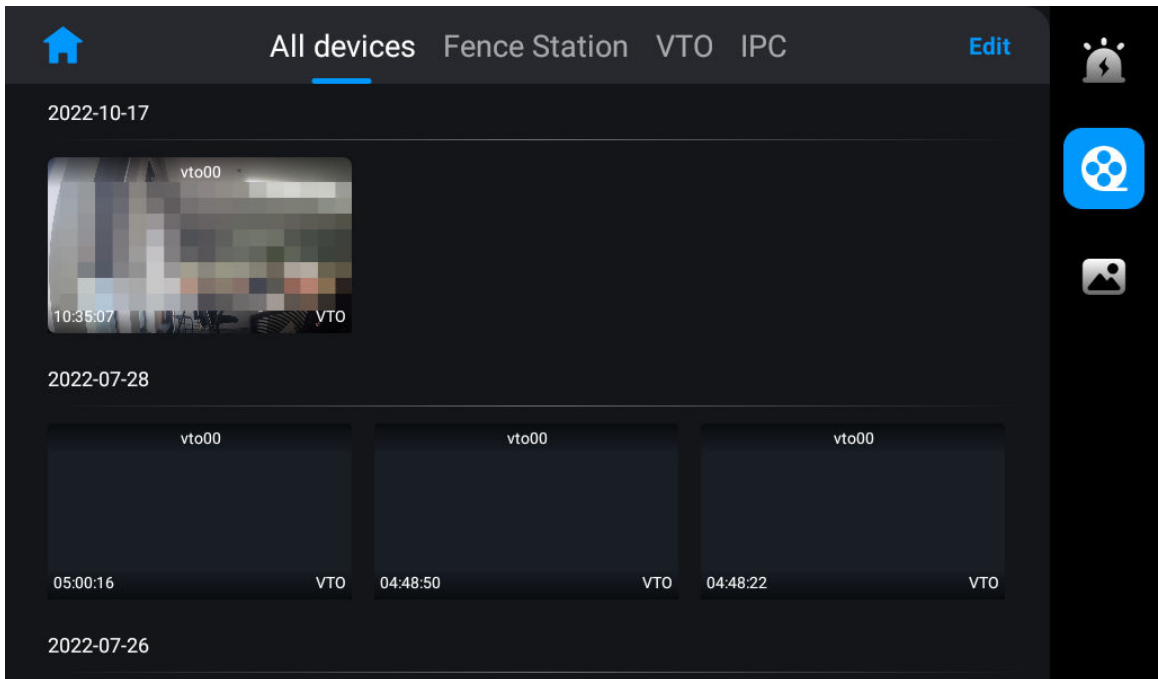 All devices Fence Station VTO IPC Edit
2022-10-17
vto00
10:35:07 VTO
2022-07-28
vto00 vto00 vto00
05:00:16 VTO 04:48:50 VTO 04:48:22 VTO
2022-07-26